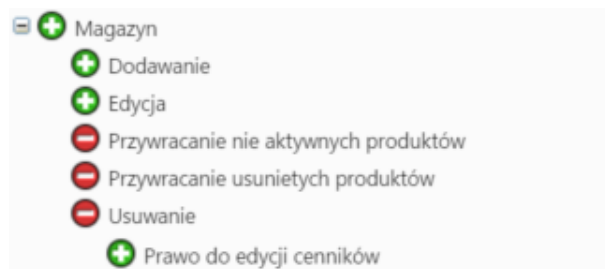 Magazyn
Dodawanie
Edycja
Przywracanie nie aktywnych produktów
Przywracanie usunietych produktów
Usuwanie
Prawo do edycji cenników